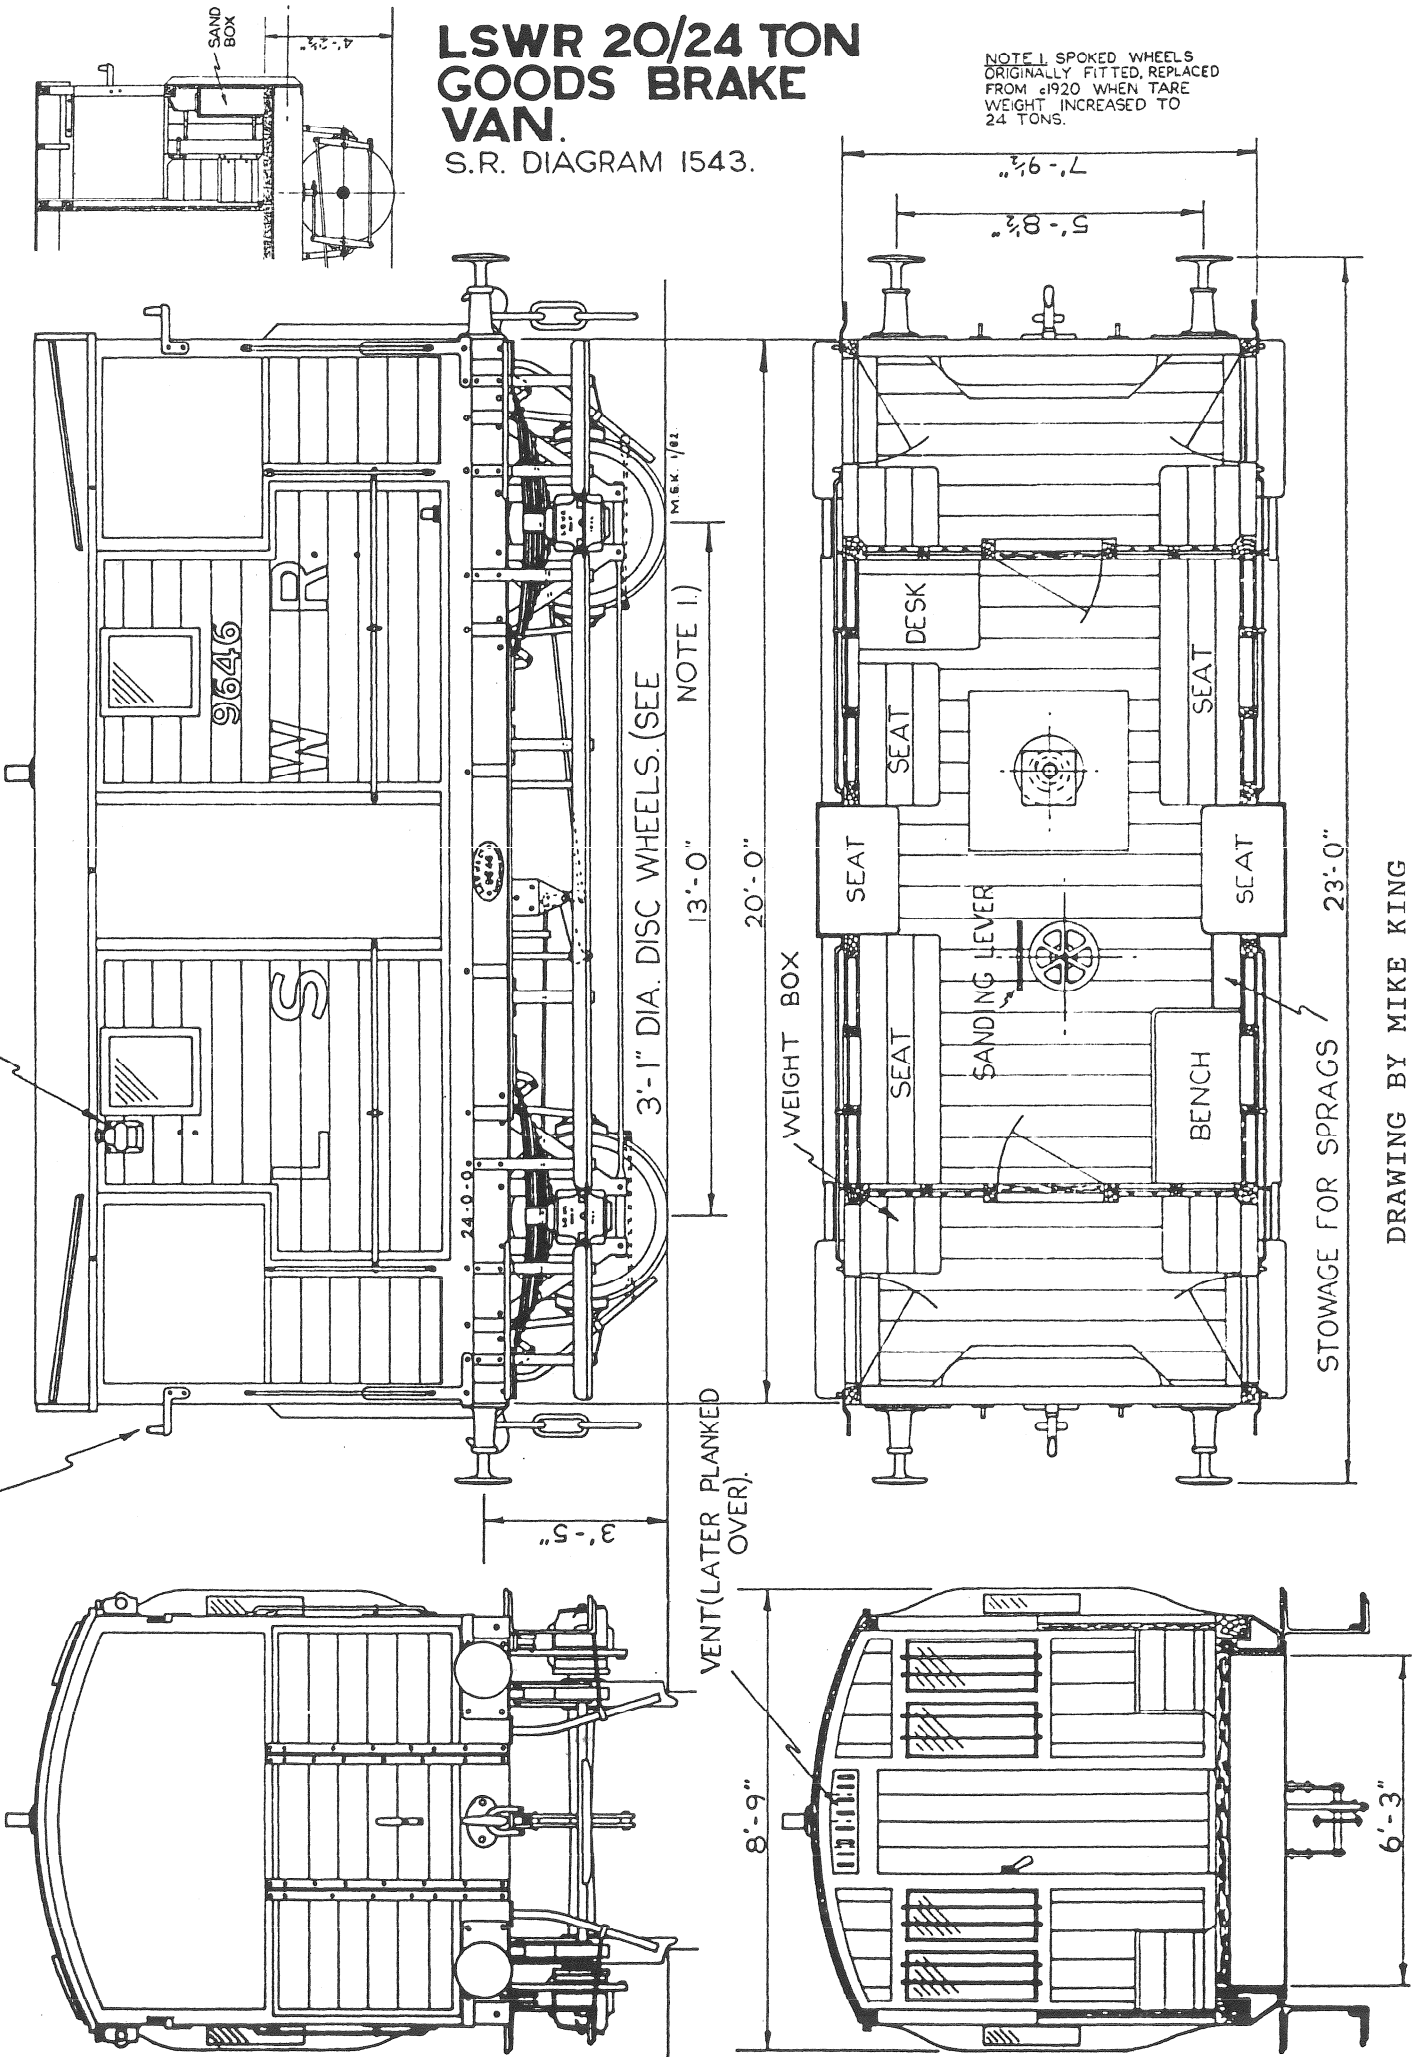 LSWR 20/24 TON
GOODS BRAKE
VAN.
S.R. DIAGRAM 1543.
NOTE 1. SPOKED WHEELS
ORIGINALLY FITTED, REPLACED
FROM c1920 WHEN TARE
WEIGHT INCREASED TO
24 TONS.
SAND
BOX
4'-2½"
7'-9½"
5'-8½"
L S W R.
9646
24-0-0
9646
M.G.K. 1/82
3'-1" DIA. DISC WHEELS. (SEE
NOTE 1.)
13'-0"
20'-0"
3'-5"
DESK
SEAT
SEAT
SEAT
SEAT
SEAT
BENCH
SANDING LEVER
WEIGHT BOX
STOWAGE FOR SPRAGS
23'-0"
VENT (LATER PLANKED
OVER).
8'-9"
6'-3"
DRAWING BY MIKE KING